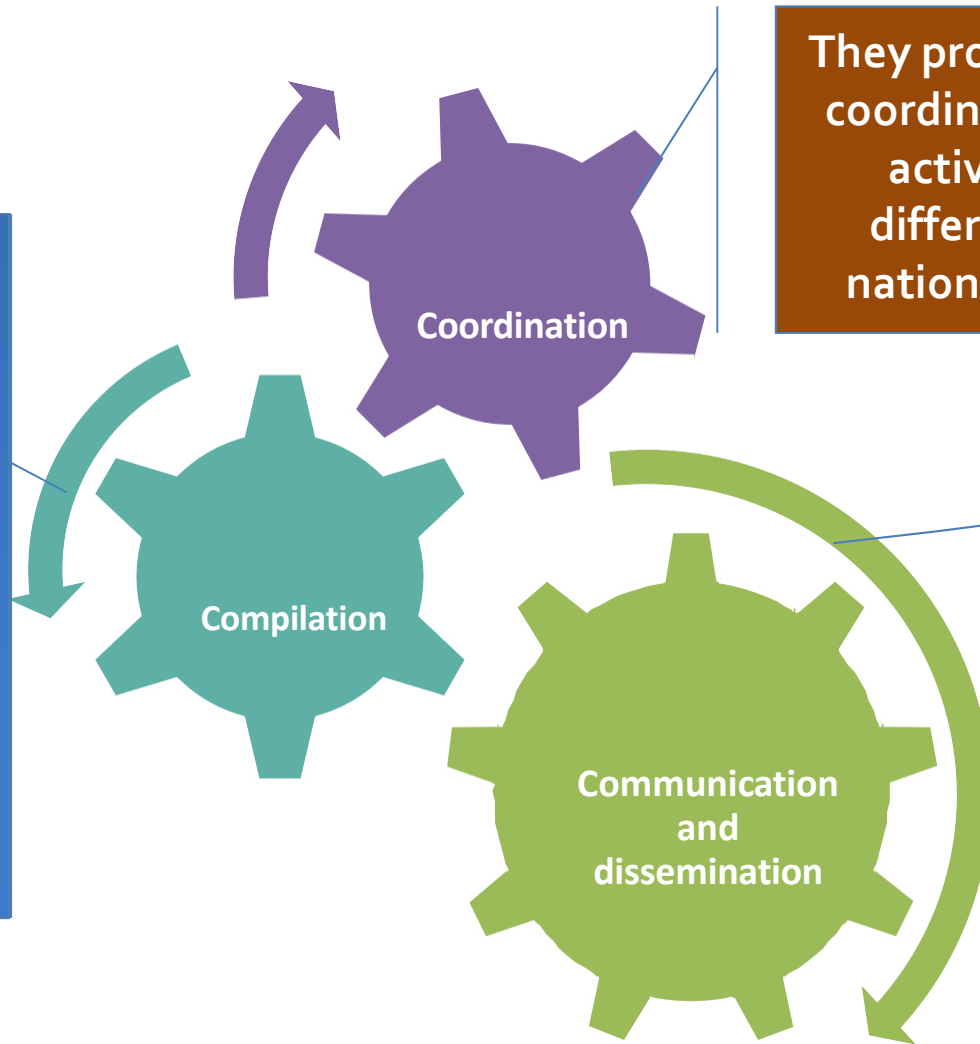 They pro
coordin
activ
differ
nation
Coordination
Compilation
Communication
and
dissemination